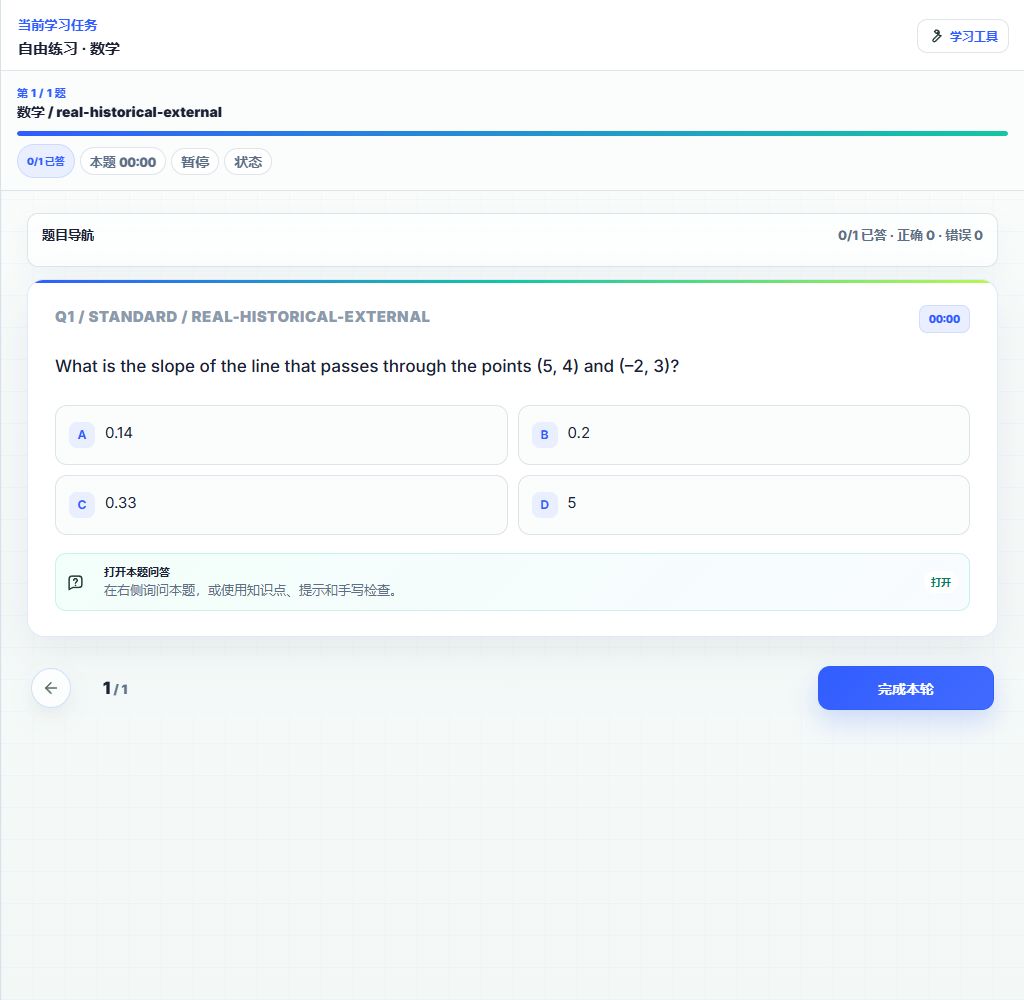 当前学习任务
自由练习 · 数学
学习工具
第 1 / 1 题
数学 / real-historical-external
0/1 已答
本题 00:00
暂停
状态
题目导航
0/1 已答 · 正确 0 · 错误 0
Q1 / STANDARD / REAL-HISTORICAL-EXTERNAL
00:00
What is the slope of the line that passes through the points (5, 4) and (−2, 3)?
A 0.14
B 0.2
C 0.33
D 5
打开本题问答
在右侧询问本题，或使用知识点、提示和手写检查。
打开
1 / 1
完成本轮